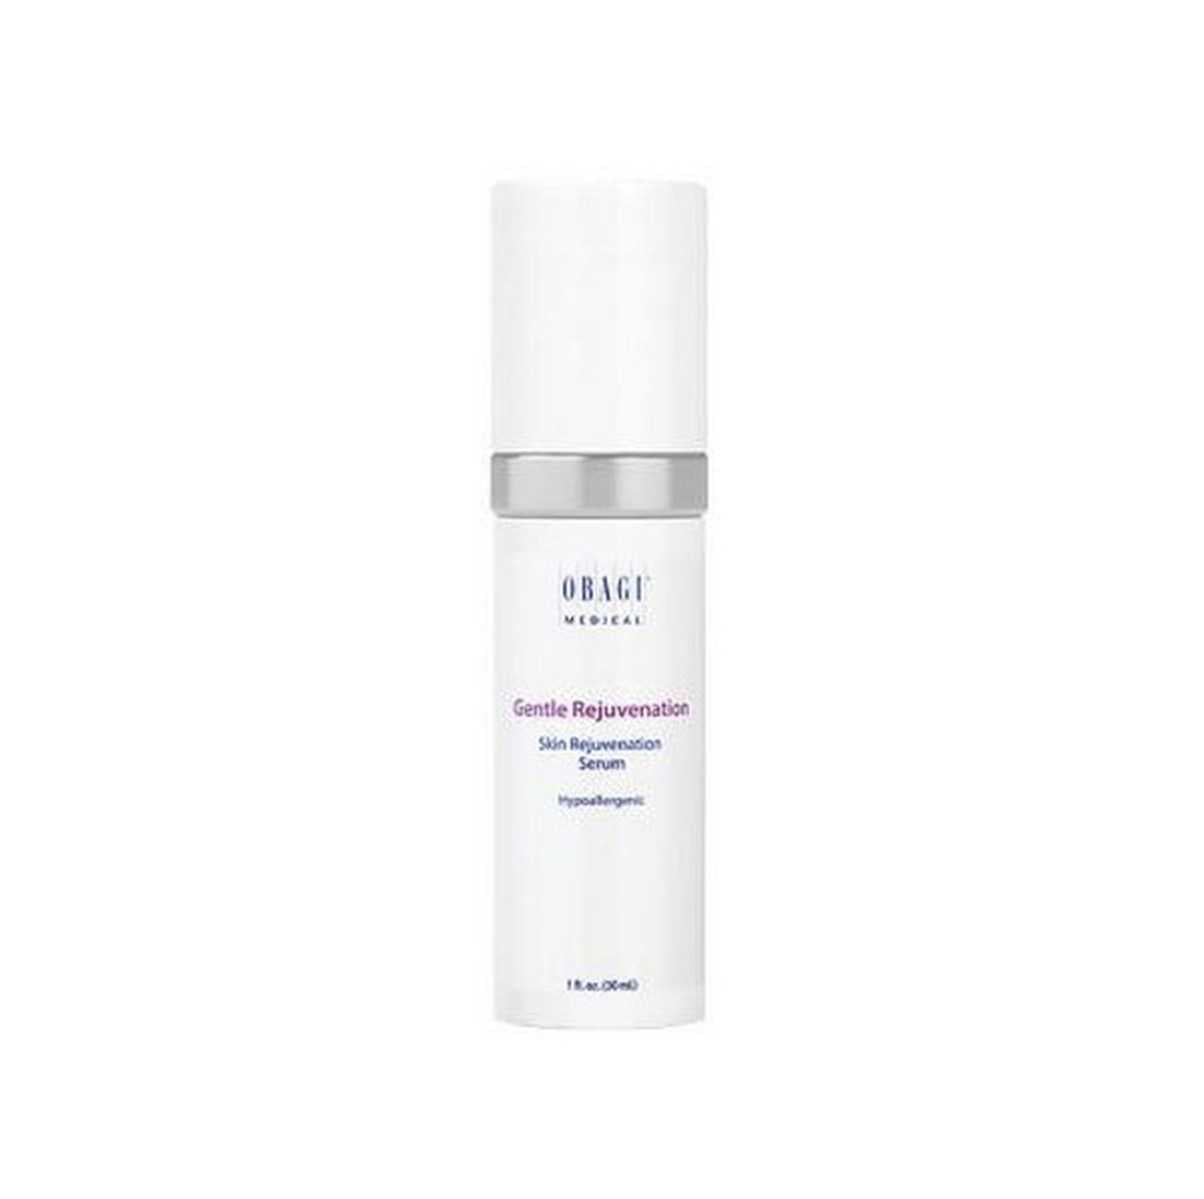 OBAGI
MEDICAL
Gentle Rejuvenation
Skin Rejuvenation
Serum
Hypoallergenic
1 fl. oz. (30 mL)